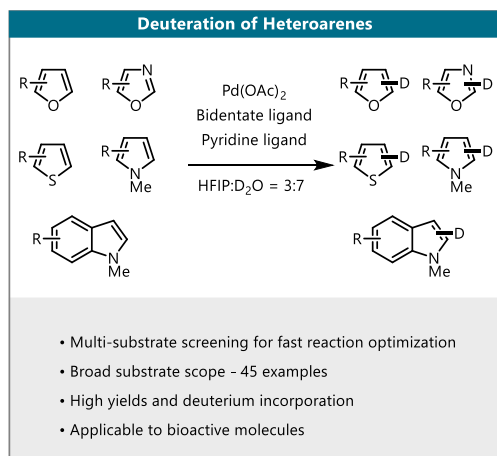 Deuteration of Heteroarenes
R
O
R
N
O
Pd(OAc)2
Bidentate ligand
Pyridine ligand
HFIP:D2O = 3:7
R
D
O
R
N
D
O
R
S
R
N
Me
R
D
S
R
D
N
Me
R
N
Me
R
D
N
Me
• Multi-substrate screening for fast reaction optimization
• Broad substrate scope - 45 examples
• High yields and deuterium incorporation
• Applicable to bioactive molecules